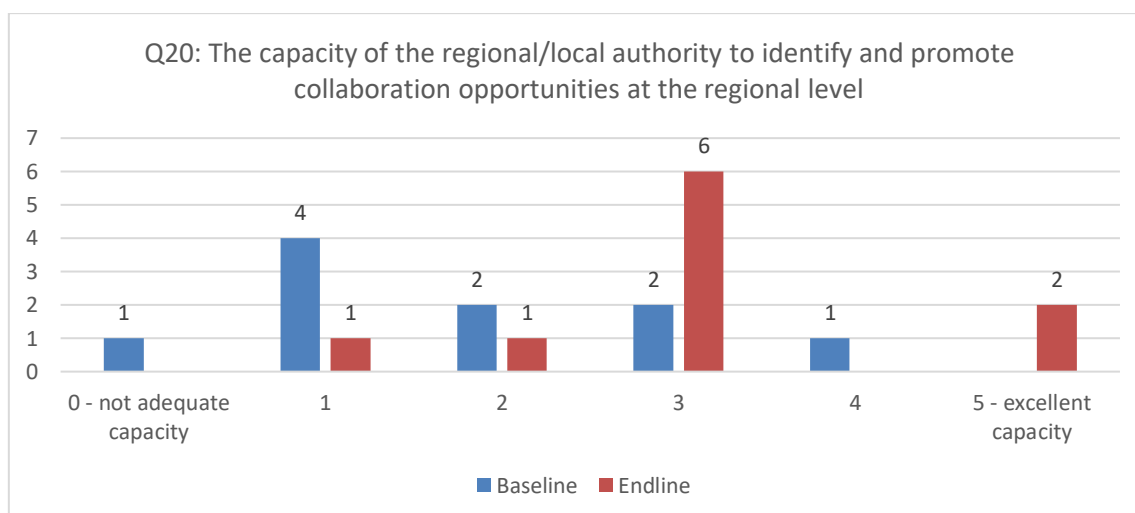 Q20: The capacity of the regional/local authority to identify and promote
collaboration opportunities at the regional level
7
6
5
4
3
2
1
0
1
4
1
2
1
2
6
1
2
0 - not adequate
capacity
1
2
3
4
5 - excellent
capacity
Baseline
Endline